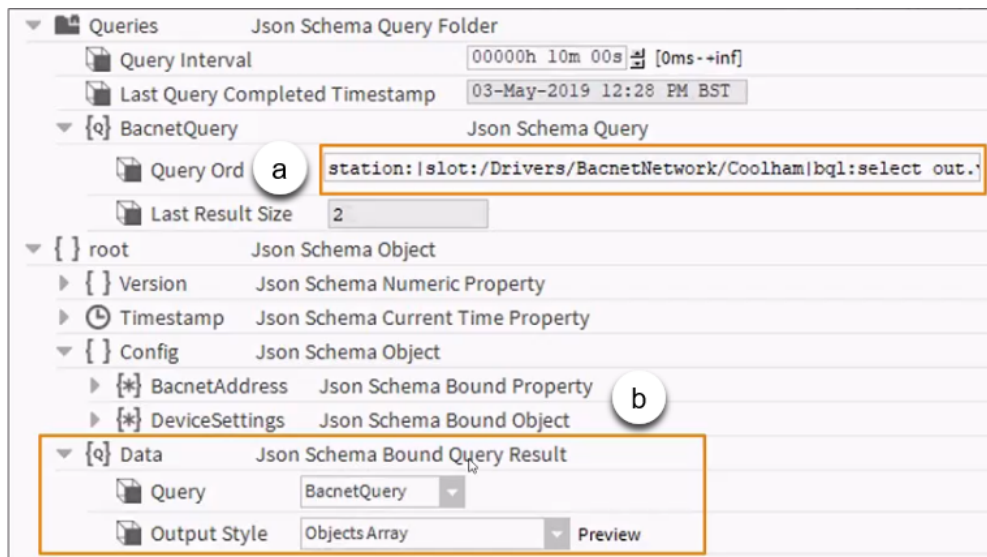 Queries Json Schema Query Folder
Query Interval 00000h 10m 00s [0ms-+inf]
Last Query Completed Timestamp 03-May-2019 12:28 PM BST
{q} BacnetQuery Json Schema Query
Query Ord a station:|slot:/Drivers/BacnetNetwork/Coolham|bql:select out.
Last Result Size 2
{ } root Json Schema Object
{ } Version Json Schema Numeric Property
Timestamp Json Schema Current Time Property
{ } Config Json Schema Object
{*} BacnetAddress Json Schema Bound Property
b
{*} DeviceSettings Json Schema Bound Object
{q} Data Json Schema Bound Query Result
Query BacnetQuery
Output Style Objects Array Preview